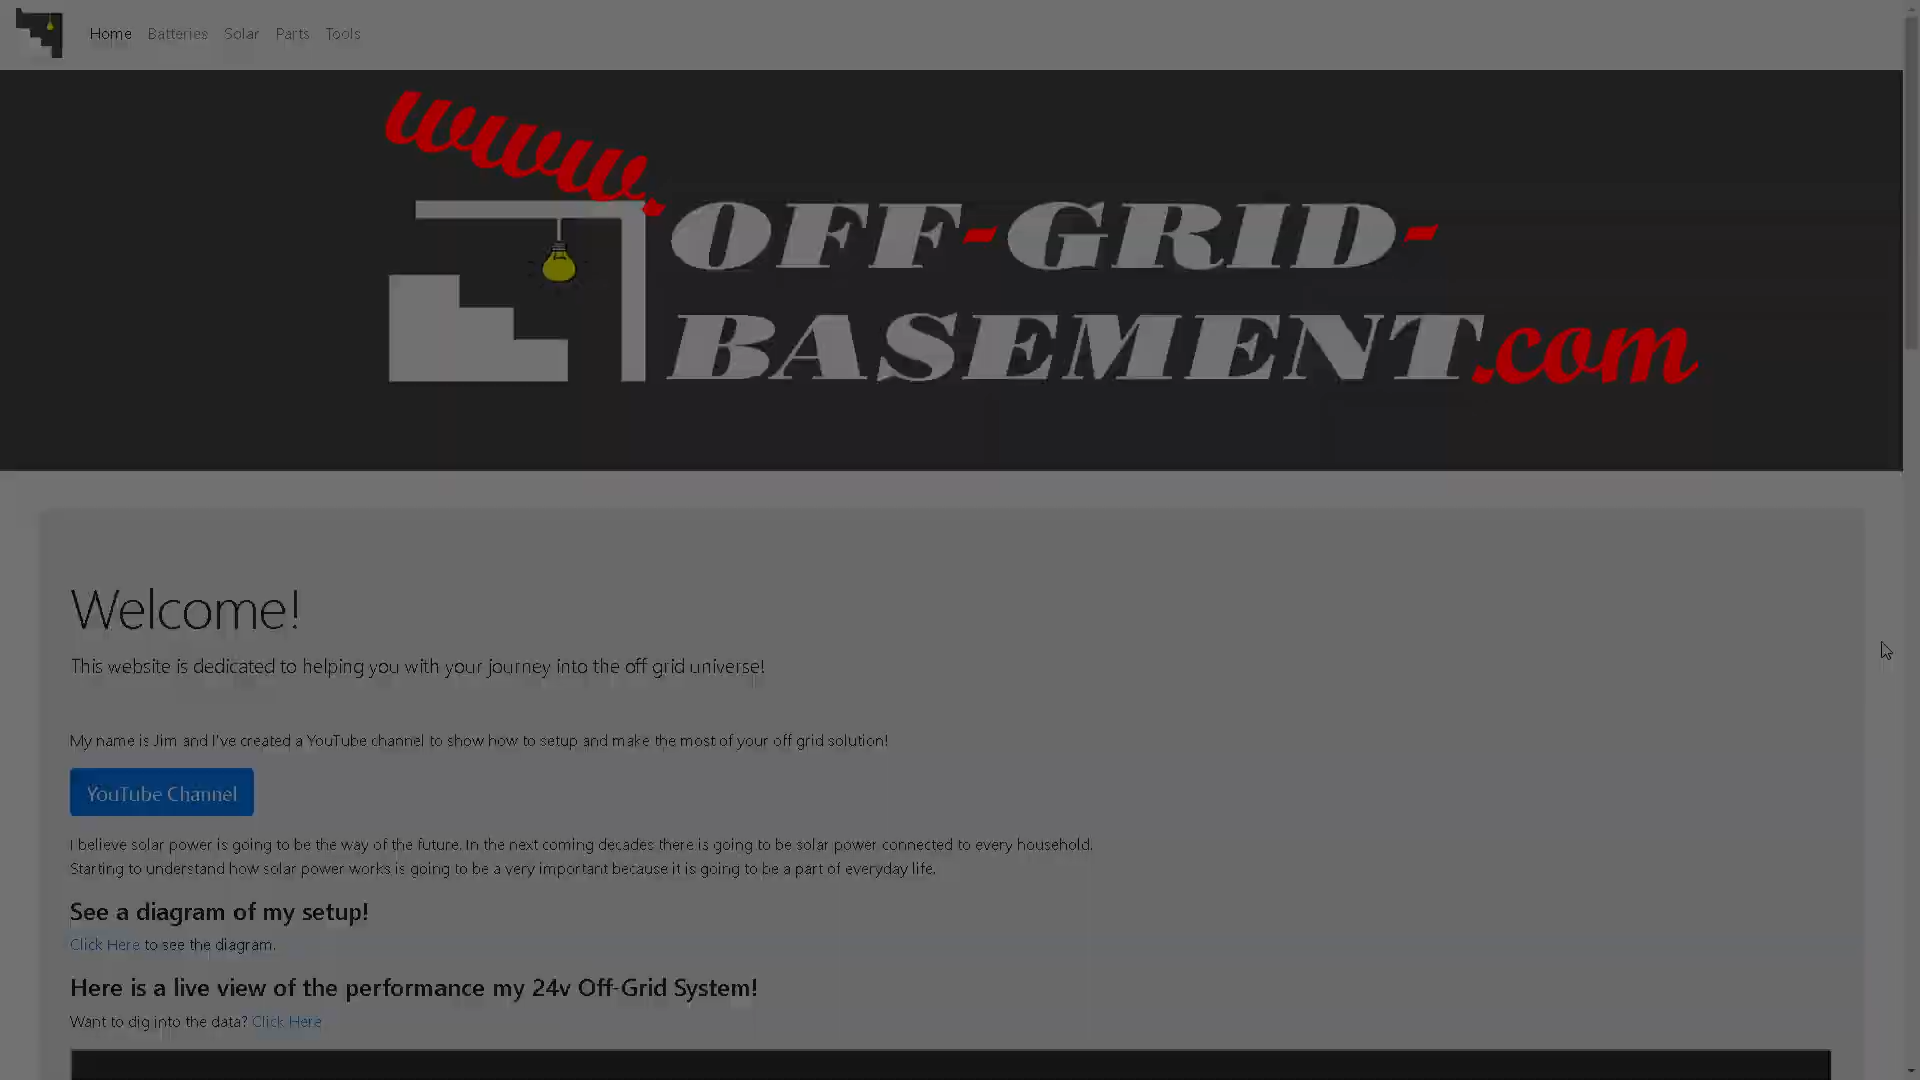 Home Batteries Solar Parts Tools
www.
OFF-GRID-
BASEMENT.com
Welcome!
This website is dedicated to helping you with your journey into the off grid universe!
My name is Jim and I've created a YouTube channel to show how to setup and make the most of your off grid solution!
YouTube Channel
I believe solar power is going to be the way of the future. In the next coming decades there is going to be solar power connected to every household.
Starting to understand how solar power works is going to be a very important because it is going to be a part of everyday life.
See a diagram of my setup!
Click Here to see the diagram.
Here is a live view of the performance my 24v Off-Grid System!
Want to dig into the data? Click Here